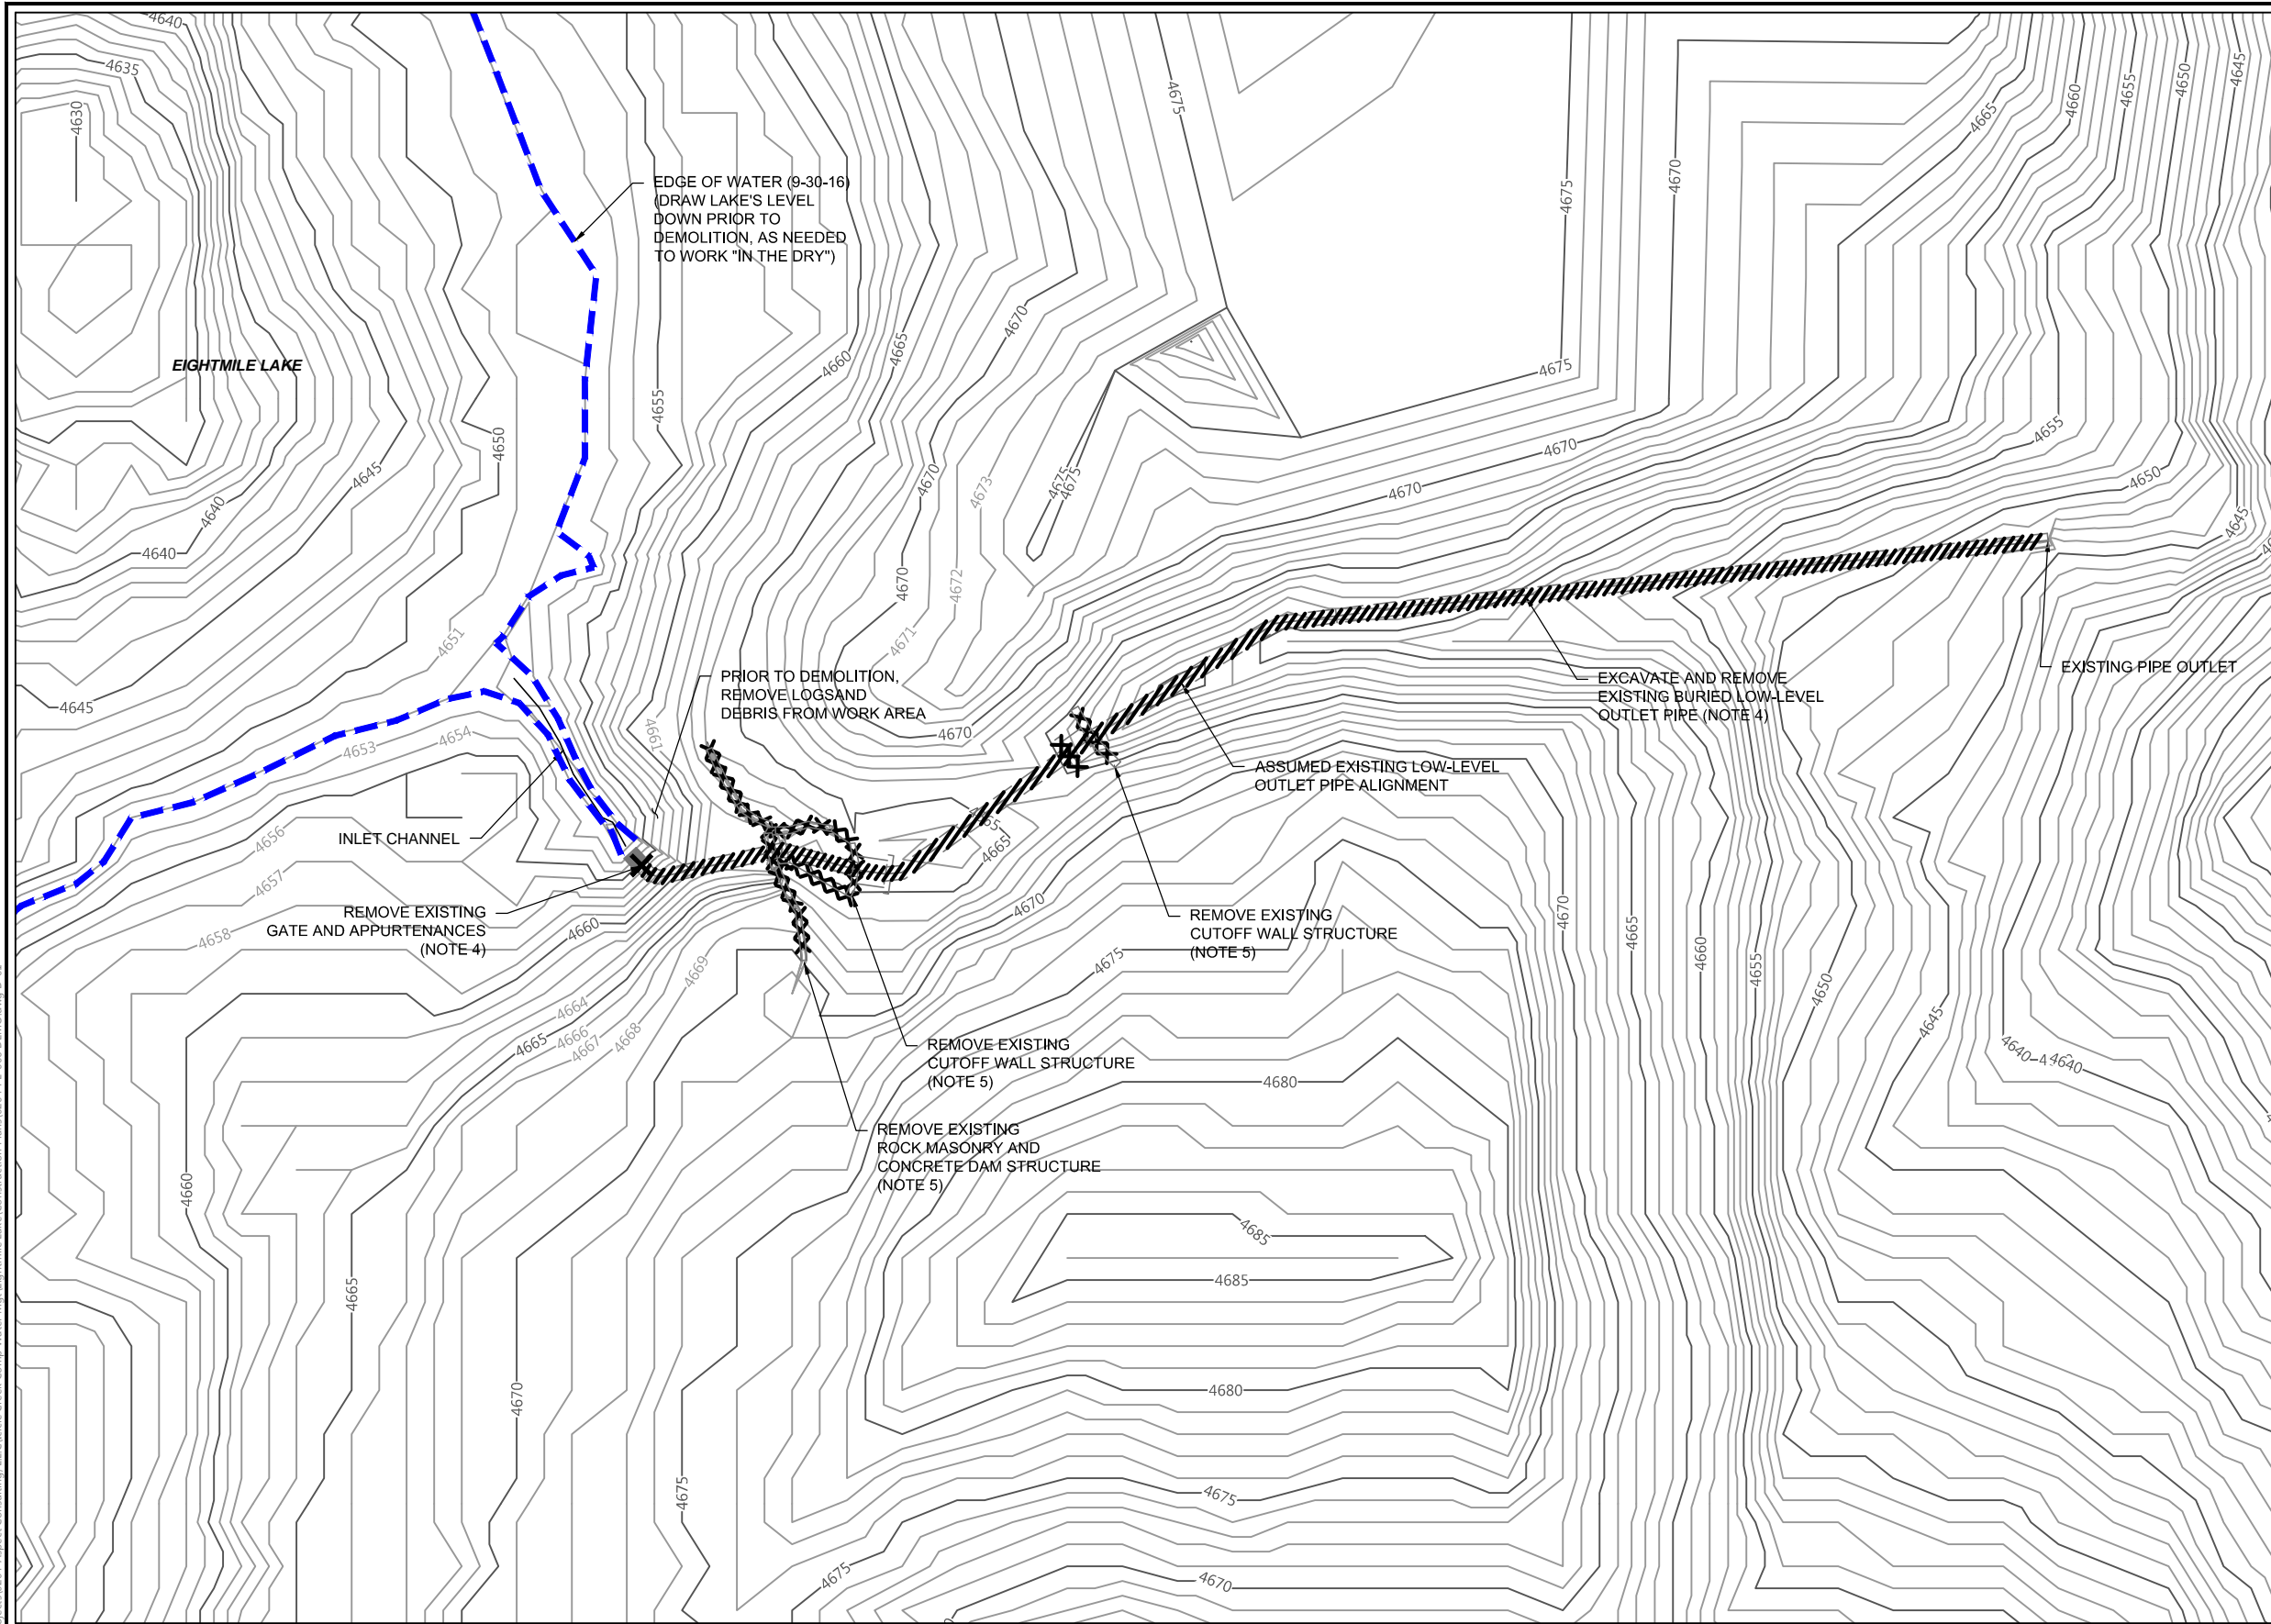 4640
4635
4630
4675
4645
4650
4655
4660
4665
4670
4675
EDGE OF WATER (9-30-16)
(DRAW LAKE'S LEVEL
DOWN PRIOR TO
DEMOLITION, AS NEEDED
TO WORK "IN THE DRY")
EIGHTMILE LAKE
4670
4665
4660
4675
4655
4650
4645
4640
4640
4670
4673
4675
4675
4670
4670
4655
4650
4645
4670
4672
4671
4651
4645
PRIOR TO DEMOLITION,
REMOVE LOGSAND
DEBRIS FROM WORK AREA
EXISTING PIPE OUTLET
EXCAVATE AND REMOVE
EXISTING BURIED LOW-LEVEL
OUTLET PIPE (NOTE 4)
4653
4654
4661
4670
ASSUMED EXISTING LOW-LEVEL
OUTLET PIPE ALIGNMENT
INLET CHANNEL
4656
4657
4658
4665
REMOVE EXISTING
GATE AND APPURTENANCES
(NOTE 4)
4660
4670
REMOVE EXISTING
CUTOFF WALL STRUCTURE
(NOTE 5)
4670
4665
4660
4655
4650
4645
4640
4640
4669
4675
4664
4665
4666
4667
4668
REMOVE EXISTING
CUTOFF WALL STRUCTURE
(NOTE 5)
4680
REMOVE EXISTING
ROCK MASONRY AND
CONCRETE DAM STRUCTURE
(NOTE 5)
4660
4665
4670
4675
4685
4685
4680
4675
4675
4670